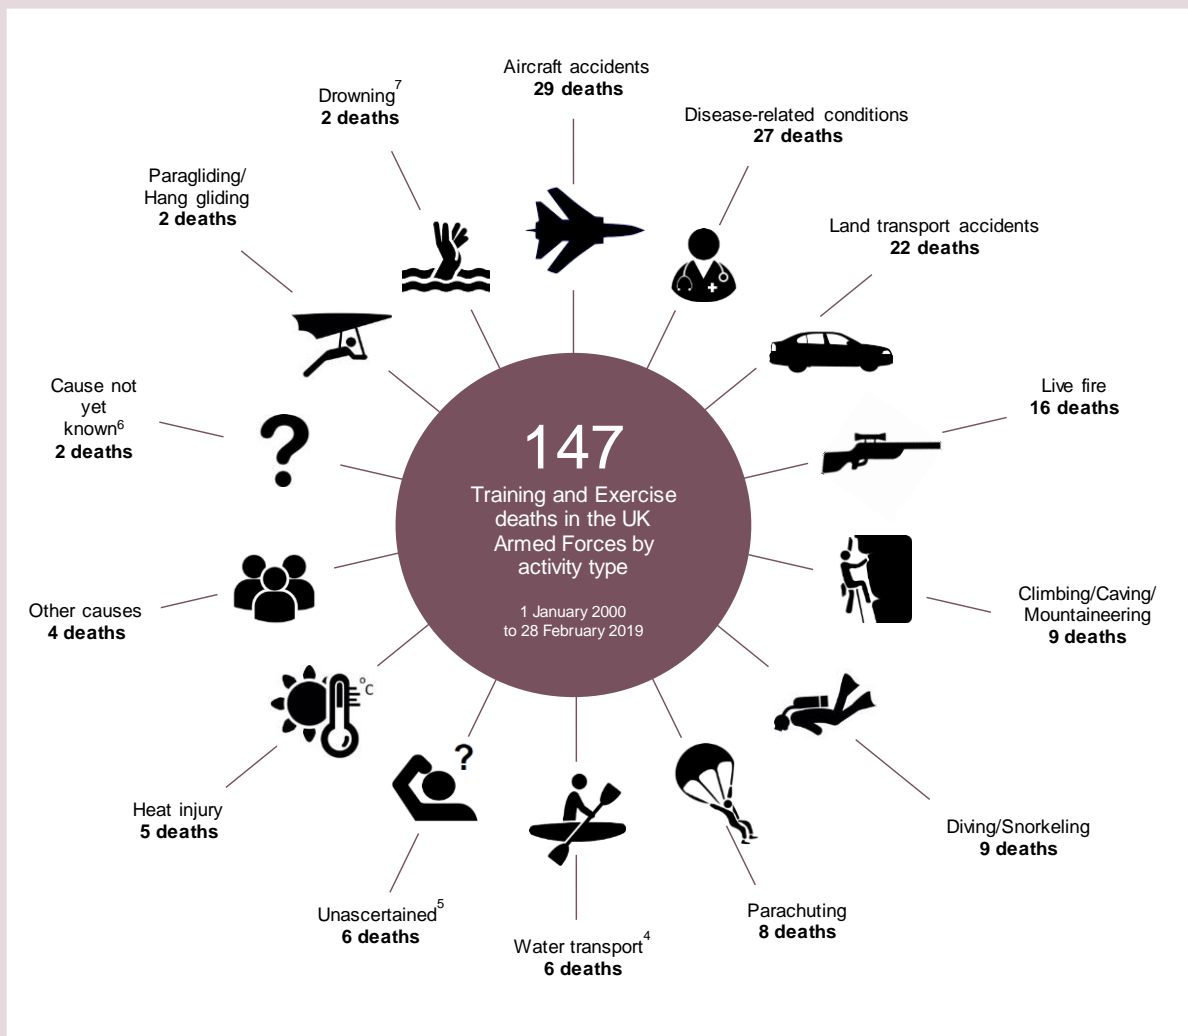 Aircraft accidents
29 deaths
Disease-related conditions
27 deaths
Land transport accidents
22 deaths
Live fire
16 deaths
Climbing/Caving/
Mountaineering
9 deaths
Diving/Snorkeling
9 deaths
Parachuting
8 deaths
Water transport4
6 deaths
Unascertained5
6 deaths
?
Heat injury
5 deaths
°C
Other causes
4 deaths
Cause not
yet
known6
2 deaths
?
Paragliding/
Hang gliding
2 deaths
Drowning7
2 deaths
147
Training and Exercise
deaths in the UK
Armed Forces by
activity type
1 January 2000
to 28 February 2019